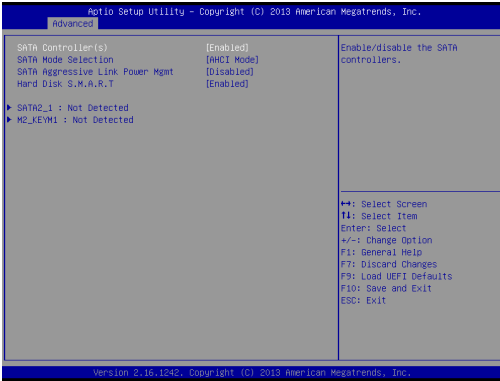 Aptio Setup Utility – Copyright (C) 2013 American Megatrends, Inc.
Advanced
SATA Controller(s) [Enabled]
SATA Mode Selection [AHCI Mode]
SATA Aggressive Link Power Mgmt [Disabled]
Hard Disk S.M.A.R.T [Enabled]
▶ SATA2_1 : Not Detected
▶ M2_KEYM1 : Not Detected
Enable/disable the SATA
controllers.
↔: Select Screen
↑↓: Select Item
Enter: Select
+/-: Change Option
F1: General Help
F7: Discard Changes
F9: Load UEFI Defaults
F10: Save and Exit
ESC: Exit
Version 2.16.1242. Copyright (C) 2013 American Megatrends, Inc.